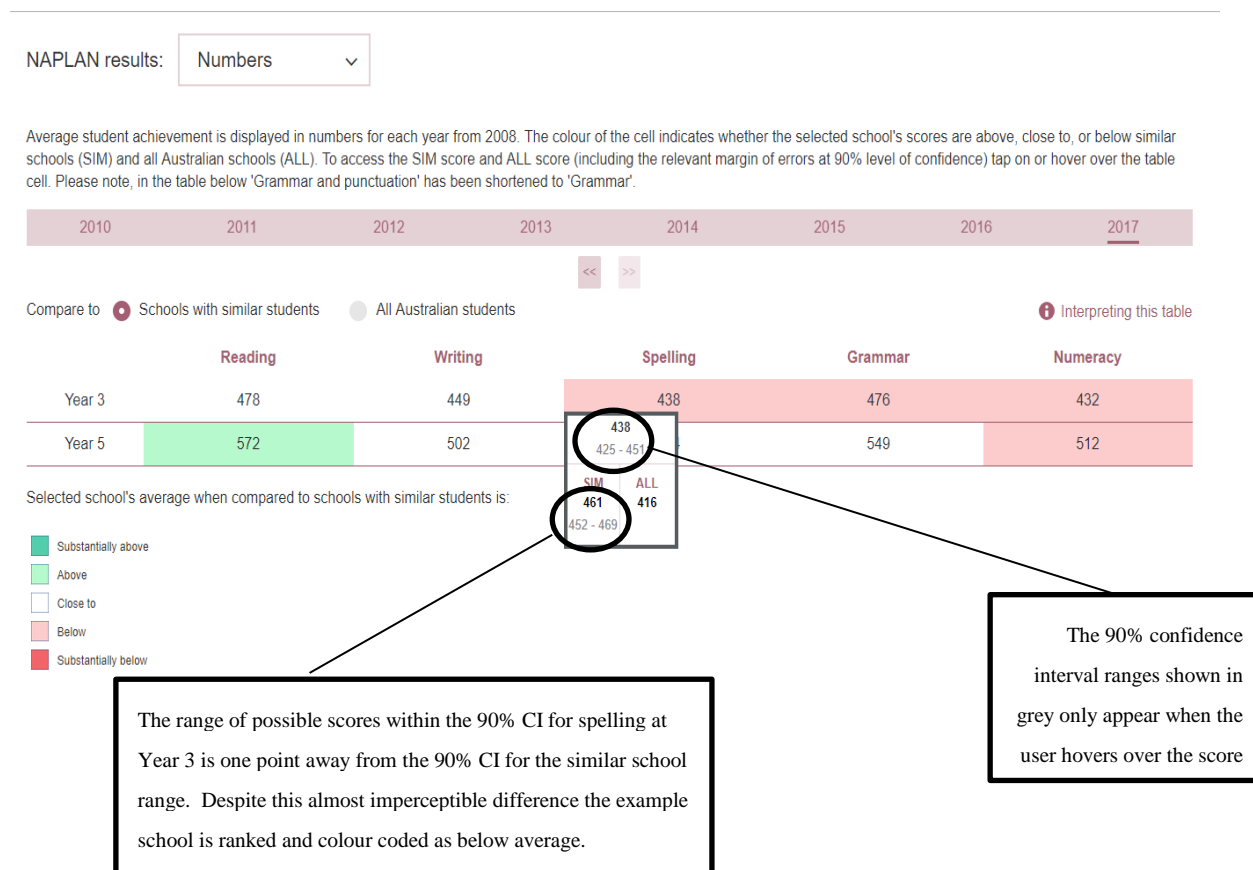 NAPLAN results: Numbers
Average student achievement is displayed in numbers for each year from 2008. The colour of the cell indicates whether the selected school's scores are above, close to, or below similar
schools (SIM) and all Australian schools (ALL). To access the SIM score and ALL score (including the relevant margin of errors at 90% level of confidence) tap on or hover over the table
cell. Please note, in the table below 'Grammar and punctuation' has been shortened to 'Grammar'.
2010 2011 2012 2013 2014 2015 2016 2017
<< >>
Compare to Schools with similar students All Australian students Interpreting this table
Reading Writing Spelling Grammar Numeracy
Year 3 478 449 438 476 432
Year 5 572 502 549 512
438
425 - 451
SIM ALL
461 416
452 - 469
Selected school's average when compared to schools with similar students is:
Substantially above
Above
Close to
Below
Substantially below
The range of possible scores within the 90% CI for spelling at
Year 3 is one point away from the 90% CI for the similar school
range. Despite this almost imperceptible difference the example
school is ranked and colour coded as below average.
The 90% confidence
interval ranges shown in
grey only appear when the
user hovers over the score